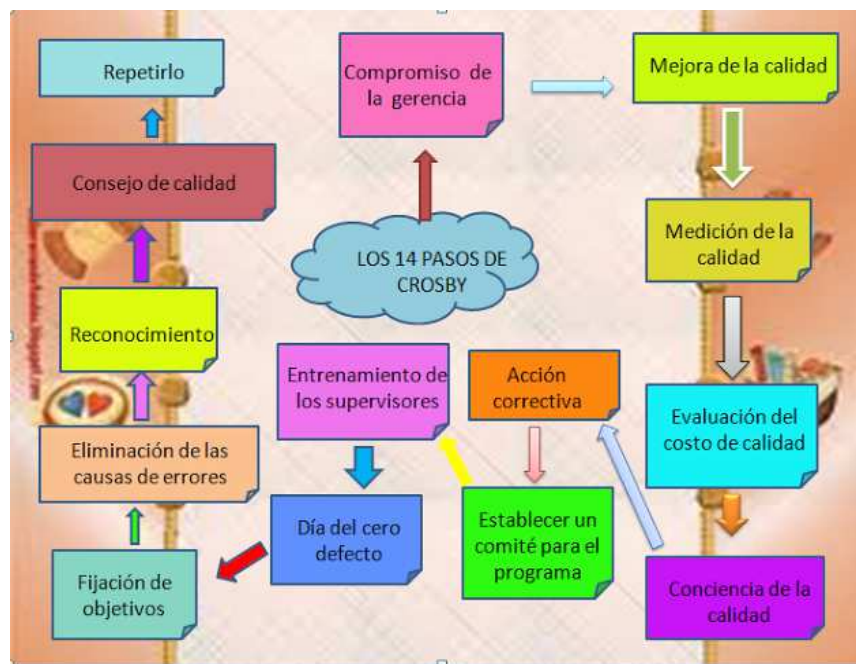 LOS 14 PASOS DE
CROSBY
Compromiso de
la gerencia
Mejora de la calidad
Medición de la
calidad
Evaluación del
costo de calidad
Conciencia de la
calidad
Acción
correctiva
Establecer un
comité para el
programa
Entrenamiento de
los supervisores
Día del cero
defecto
Fijación de
objetivos
Eliminación de las
causas de errores
Reconocimiento
Consejo de calidad
Repetirlo